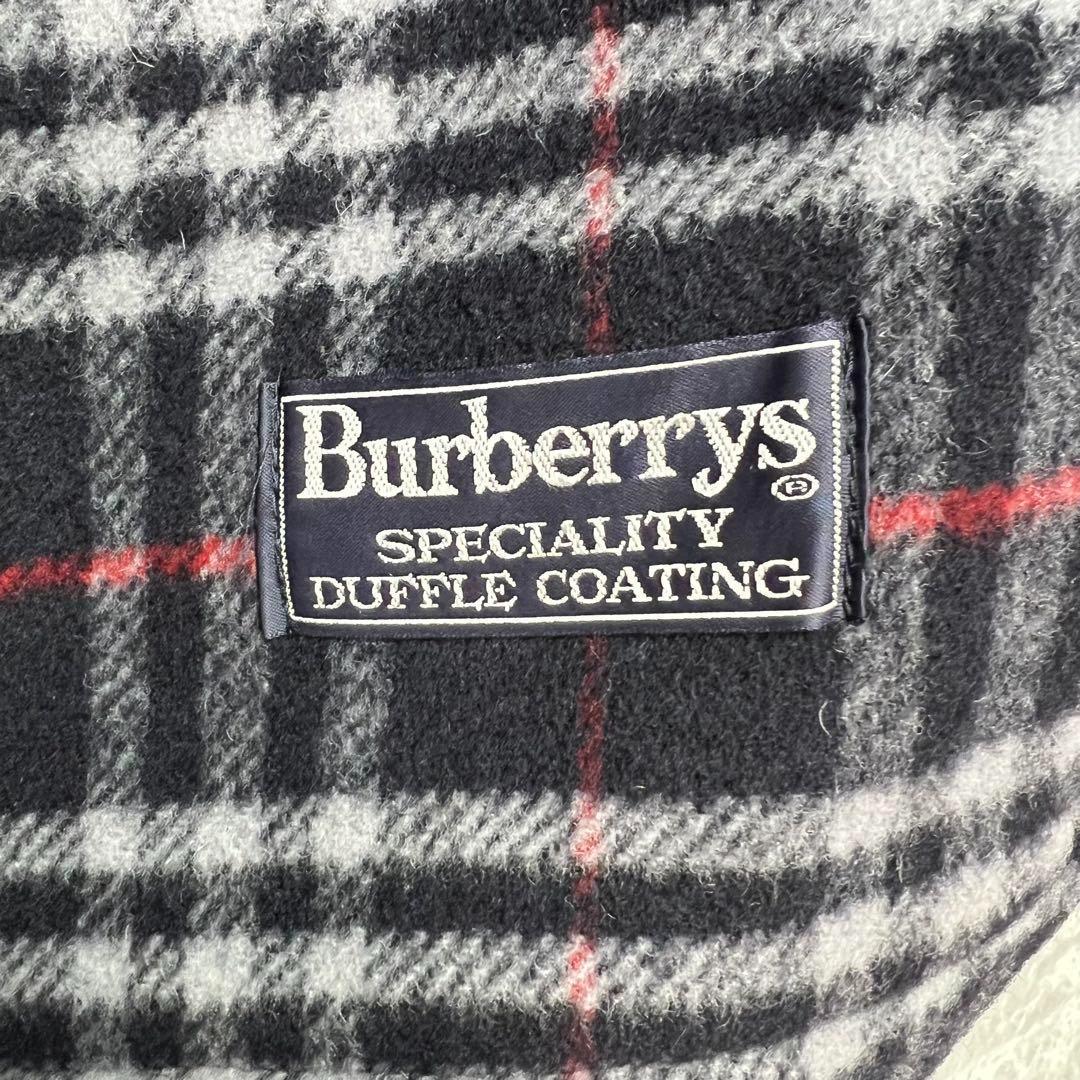 Burberrys
®
SPECIALITY
DUFFLE COATING